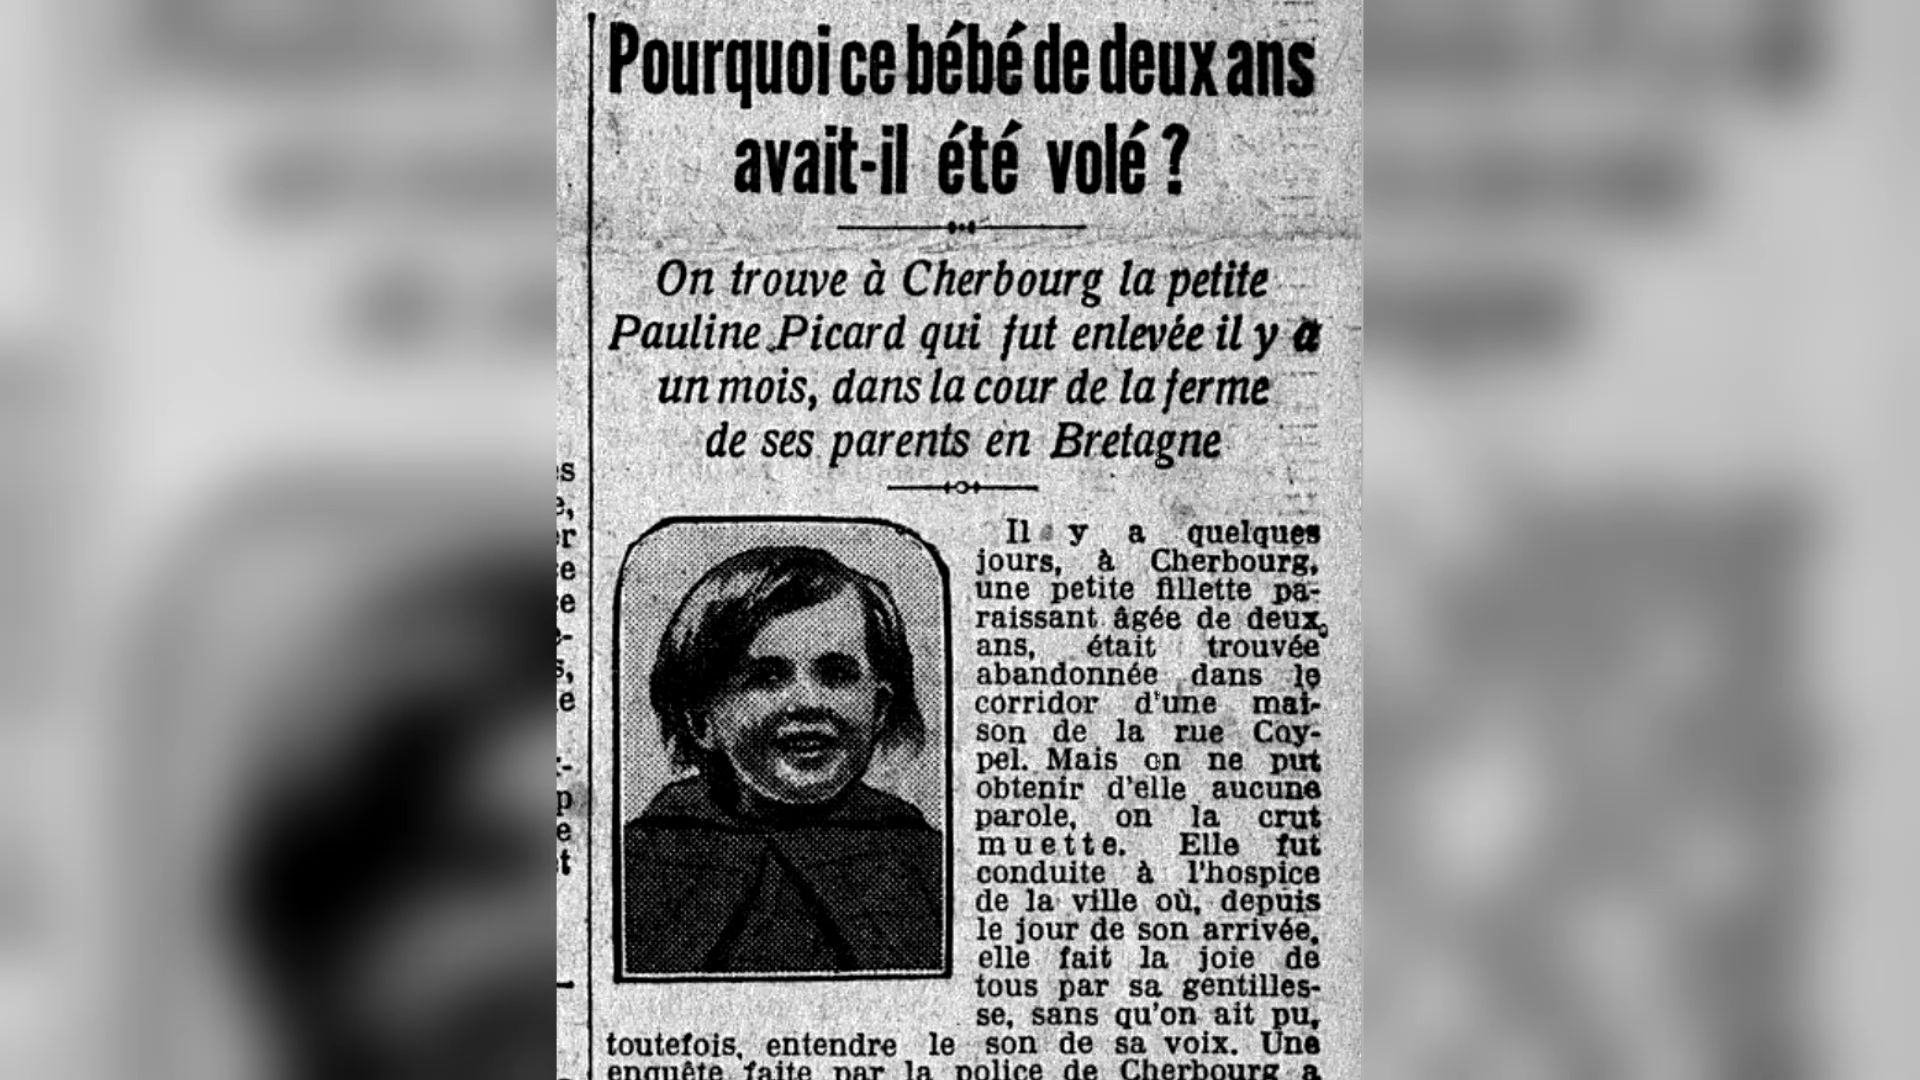 Pourquoi ce bébé de deux ans
avait-il été volé ?
On trouve à Cherbourg la petite
Pauline Picard qui fut enlevée il y a
un mois, dans la cour de la ferme
de ses parents en Bretagne
Il y a quelques
jours, à Cherbourg,
une petite fillette pa-
raissant âgée de deux
ans, était trouvée
abandonnée dans le
corridor d'une mai-
son de la rue Coy-
pel. Mais on ne put
obtenir d'elle aucune
parole, on la crut
muette. Elle fut
conduite à l'hospice
de la ville où, depuis
le jour de son arrivée,
elle fait la joie de
tous par sa gentilles-
se, sans qu'on ait pu,
toutefois, entendre le son de sa voix. Une
enquête faite par la police de Cherbourg a